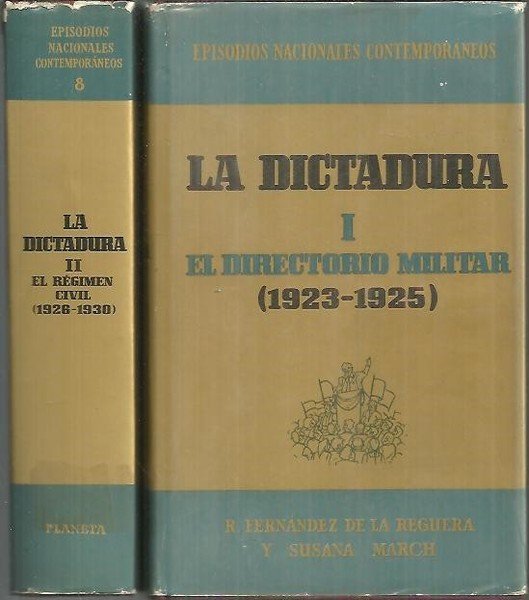 EPISODIOS
NACIONALES
CONTEMPORÁNEOS
8
LA
DICTADURA
II
EL RÉGIMEN
CIVIL
(1926-1930)
PLANETA
EPISODIOS NACIONALES CONTEMPORÁNEOS
LA DICTADURA
I
EL DIRECTORIO MILITAR
(1923-1925)
R. FERNÁNDEZ DE LA REGUERA
Y SUSANA MARCH